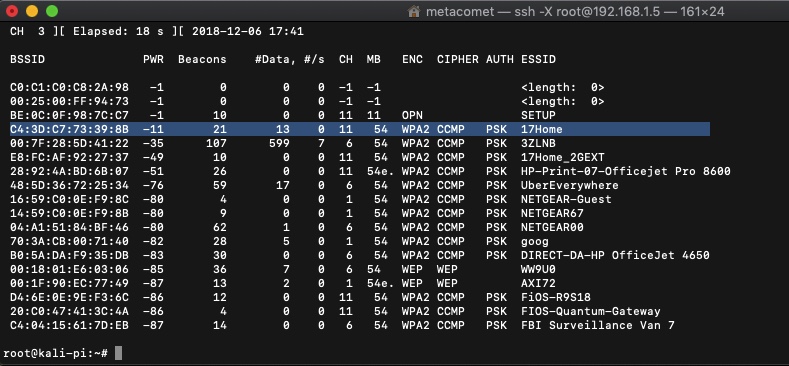 metacomet — ssh -X root@192.168.1.5 — 161×24
CH  3 ][ Elapsed: 18 s ][ 2018-12-06 17:41
BSSID              PWR  Beacons    #Data, #/s  CH  MB   ENC  CIPHER AUTH ESSID
C0:C1:C0:C8:2A:98   -1        0        0    0  -1  -1                    <length:  0>
00:25:00:FF:94:73   -1        0        0    0  -1  -1                    <length:  0>
BE:0C:0F:98:7C:C7   -1       10        0    0  11  11   OPN              SETUP
C4:3D:C7:73:39:8B  -11       21       13    0  11  54   WPA2 CCMP   PSK  17Home
00:7F:28:5D:41:22  -35      107      599    7   6  54   WPA2 CCMP   PSK  3ZLNB
E8:FC:AF:92:27:37  -49       10        0    0  11  54   WPA2 CCMP   PSK  17Home_2GEXT
28:92:4A:BD:6B:07  -51       26        0    0  11  54e. WPA2 CCMP   PSK  HP-Print-07-Officejet Pro 8600
48:5D:36:72:25:34  -76       59       17    0   6  54   WPA2 CCMP   PSK  UberEverywhere
16:59:C0:0E:F9:8C  -80        4        0    0   1  54   WPA2 CCMP   PSK  NETGEAR-Guest
14:59:C0:0E:F9:8B  -80        9        0    0   1  54   WPA2 CCMP   PSK  NETGEAR67
04:A1:51:84:BF:46  -80       62        1    0   6  54   WPA2 CCMP   PSK  NETGEAR00
70:3A:CB:00:71:40  -82       28        5    0   1  54   WPA2 CCMP   PSK  goog
B0:5A:DA:F9:35:DB  -83       30        0    0   6  54   WPA2 CCMP   PSK  DIRECT-DA-HP OfficeJet 4650
00:18:01:E6:03:06  -85       36        7    0   6  54   WEP  WEP         WW9U0
00:1F:90:EC:77:49  -87       13        2    0   1  54e. WEP  WEP         AXI72
D4:6E:0E:9E:F3:6C  -86       12        0    0  11  54   WPA2 CCMP   PSK  FiOS-R9S18
20:C0:47:41:3C:4A  -86        4        0    0  11  54   WPA2 CCMP   PSK  FIOS-Quantum-Gateway
C4:04:15:61:7D:EB  -87       14        0    0   6  54   WPA2 CCMP   PSK  FBI Surveillance Van 7
root@kali-pi:~#